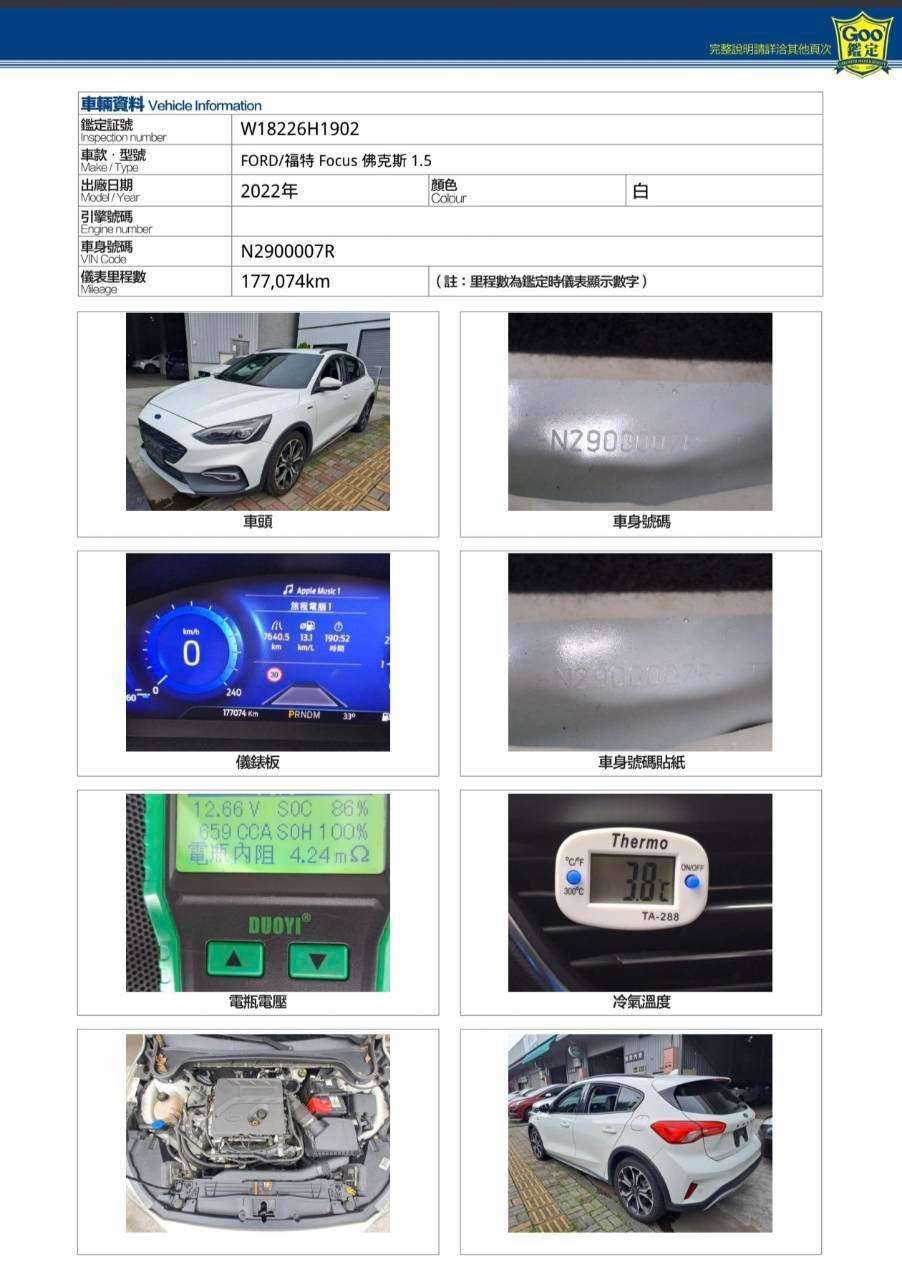 完整說明請詳洽其他頁次
Goo
鑑定
車輛資料 Vehicle Information
鑑定証號
Inspection number
W18226H1902
車款．型號
Make / Type
FORD/福特 Focus 佛克斯 1.5
出廠日期
Model / Year
2022年
顏色
Colour
白
引擎號碼
Engine number
車身號碼
VIN Code
N2900007R
儀表里程數
Mileage
177,074km
（註：里程數為鑑定時儀表顯示數字）
車頭
N2900007R
車身號碼
Apple Music 1
旅程電腦1
7640.5 13.1 190:52
km km/L 時間
km/h
0
30
60 0 240
177074 Km PRNDM 33°
儀錶板
N2900007R
車身號碼貼紙
12.66 V SOC 86%
659 CCA SOH 100%
電瓶內阻 4.24mΩ
DUOYI®
電瓶電壓
Thermo
°C/°F
300°C
3.8℃
ON/OFF
TA-288
冷氣溫度